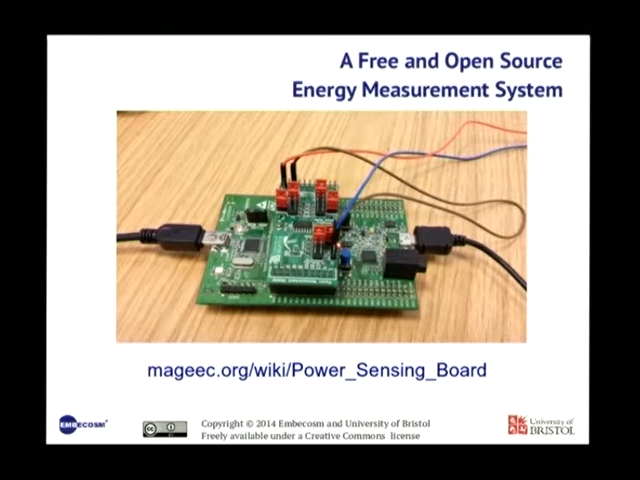 A Free and Open Source
Energy Measurement System
mageec.org/wiki/Power_Sensing_Board
EMBECOSM®
Copyright © 2014 Embecosm and University of Bristol
Freely available under a Creative Commons license
University of
BRISTOL